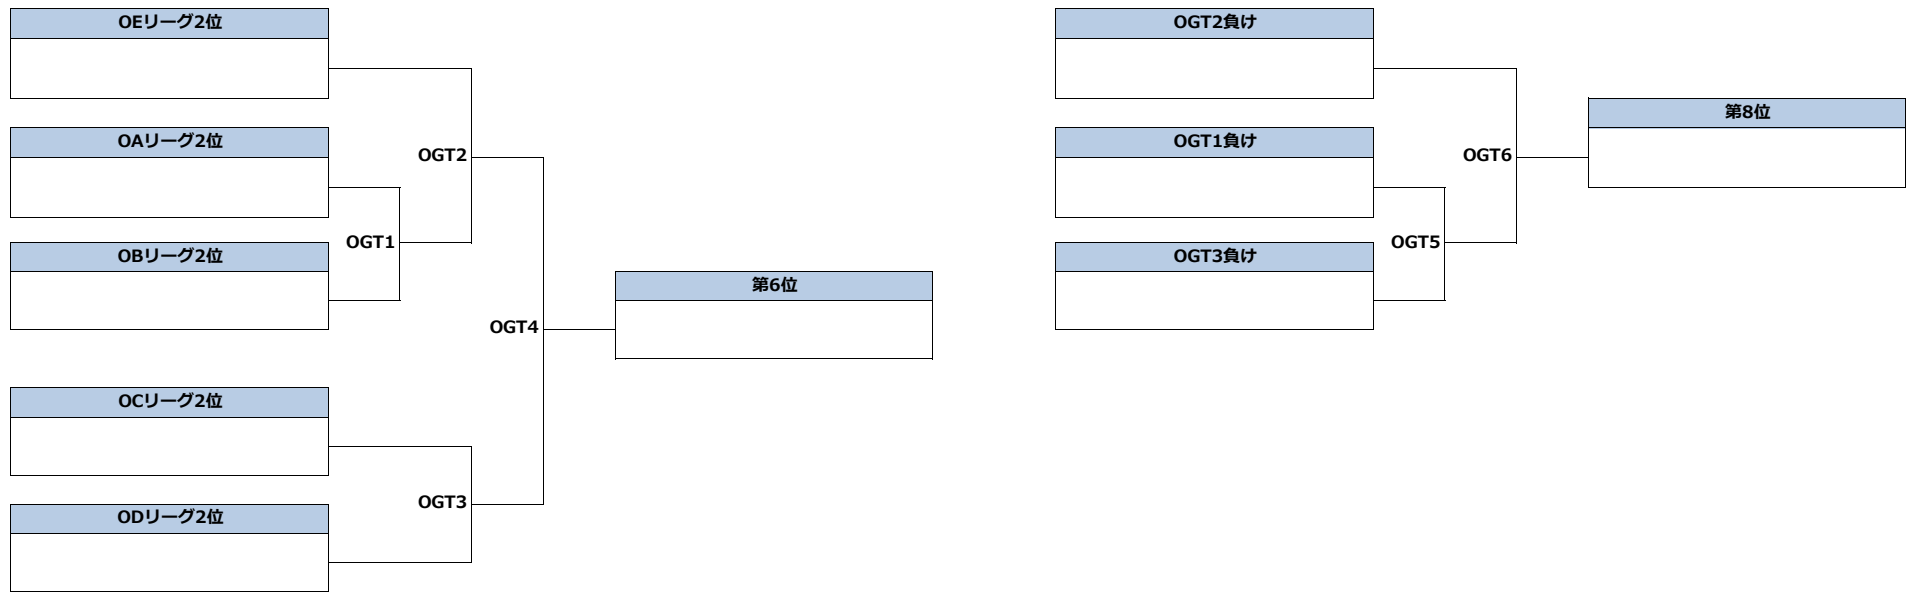 OEリーグ2位
OAリーグ2位
OGT2
OGT1
OBリーグ2位
第6位
OGT4
OCリーグ2位
OGT3
ODリーグ2位
OGT2負け
第8位
OGT1負け
OGT6
OGT5
OGT3負け